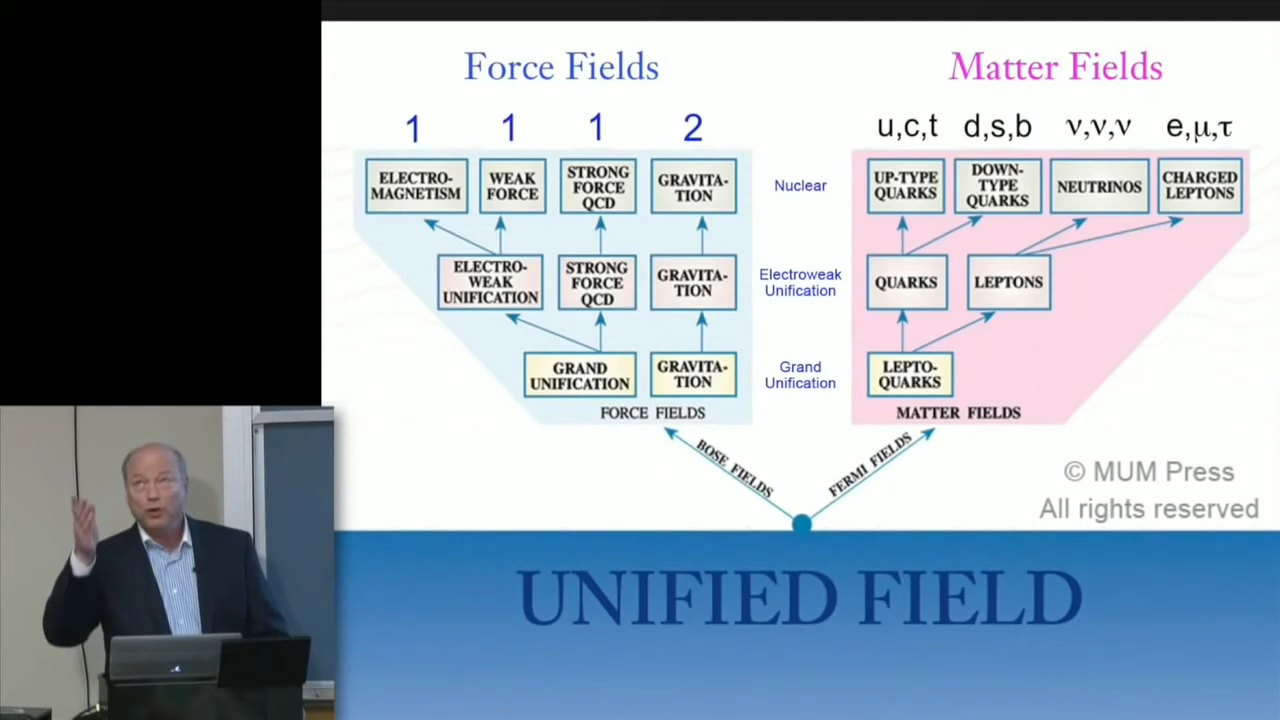 Force Fields
Matter Fields
1 1 1 2
u,c,t d,s,b ν,ν,ν e,μ,τ
ELECTRO-
MAGNETISM
WEAK
FORCE
STRONG
FORCE
QCD
GRAVITA-
TION
Nuclear
UP-TYPE
QUARKS
DOWN-
TYPE
QUARKS
NEUTRINOS
CHARGED
LEPTONS
ELECTRO-
WEAK
UNIFICATION
STRONG
FORCE
QCD
GRAVITA-
TION
Electroweak
Unification
QUARKS
LEPTONS
GRAND
UNIFICATION
GRAVITA-
TION
Grand
Unification
LEPTO-
QUARKS
FORCE FIELDS
MATTER FIELDS
BOSE FIELDS
FERMI FIELDS
© MUM Press
All rights reserved
UNIFIED FIELD